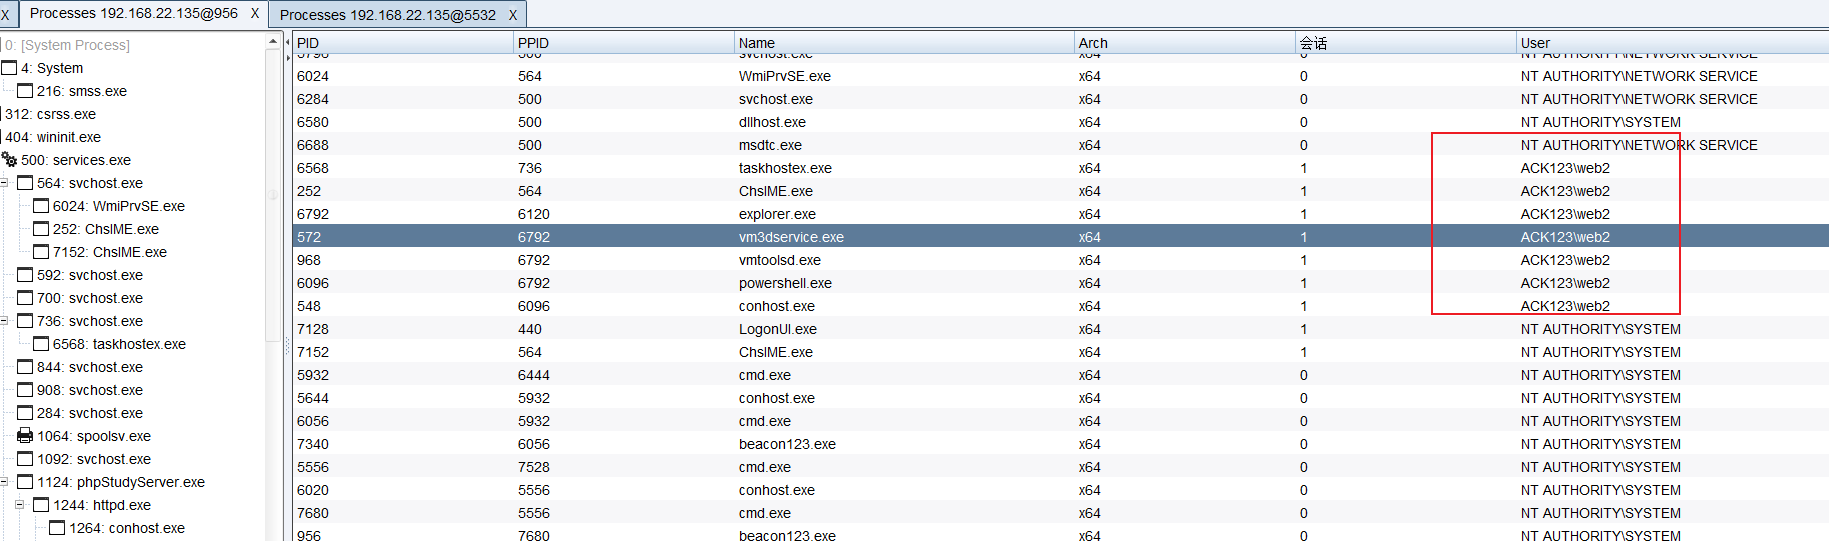 X Processes 192.168.22.135@956 X Processes 192.168.22.135@5532 X
0: [System Process]
4: System
216: smss.exe
312: csrss.exe
404: wininit.exe
500: services.exe
564: svchost.exe
6024: WmiPrvSE.exe
252: ChsIME.exe
7152: ChsIME.exe
592: svchost.exe
700: svchost.exe
736: svchost.exe
6568: taskhostex.exe
844: svchost.exe
908: svchost.exe
284: svchost.exe
1064: spoolsv.exe
1092: svchost.exe
1124: phpStudyServer.exe
1244: httpd.exe
1264: conhost.exe
PID PPID Name Arch 会话 User
5796 500 svchost.exe x64 0 NT AUTHORITY\NETWORK SERVICE
6024 564 WmiPrvSE.exe x64 0 NT AUTHORITY\NETWORK SERVICE
6284 500 svchost.exe x64 0 NT AUTHORITY\NETWORK SERVICE
6580 500 dllhost.exe x64 0 NT AUTHORITY\SYSTEM
6688 500 msdtc.exe x64 0 NT AUTHORITY\NETWORK SERVICE
6568 736 taskhostex.exe x64 1 ACK123\web2
252 564 ChsIME.exe x64 1 ACK123\web2
6792 6120 explorer.exe x64 1 ACK123\web2
572 6792 vm3dservice.exe x64 1 ACK123\web2
968 6792 vmtoolsd.exe x64 1 ACK123\web2
6096 6792 powershell.exe x64 1 ACK123\web2
548 6096 conhost.exe x64 1 ACK123\web2
7128 440 LogonUI.exe x64 1 NT AUTHORITY\SYSTEM
7152 564 ChsIME.exe x64 1 NT AUTHORITY\SYSTEM
5932 6444 cmd.exe x64 0 NT AUTHORITY\SYSTEM
5644 5932 conhost.exe x64 0 NT AUTHORITY\SYSTEM
6056 5932 cmd.exe x64 0 NT AUTHORITY\SYSTEM
7340 6056 beacon123.exe x64 0 NT AUTHORITY\SYSTEM
5556 7528 cmd.exe x64 0 NT AUTHORITY\SYSTEM
6020 5556 conhost.exe x64 0 NT AUTHORITY\SYSTEM
7680 5556 cmd.exe x64 0 NT AUTHORITY\SYSTEM
956 7680 beacon123.exe x64 0 NT AUTHORITY\SYSTEM